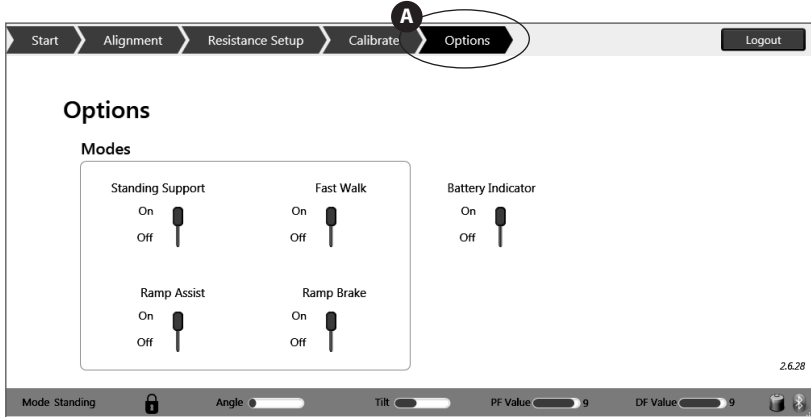 A
Start Alignment Resistance Setup Calibrate Options Logout
Options
Modes
Standing Support Fast Walk Battery Indicator
On On On
Off Off Off
Ramp Assist Ramp Brake
On On
Off Off
2.6.28
Mode Standing Angle Tilt PF Value 9 DF Value 9